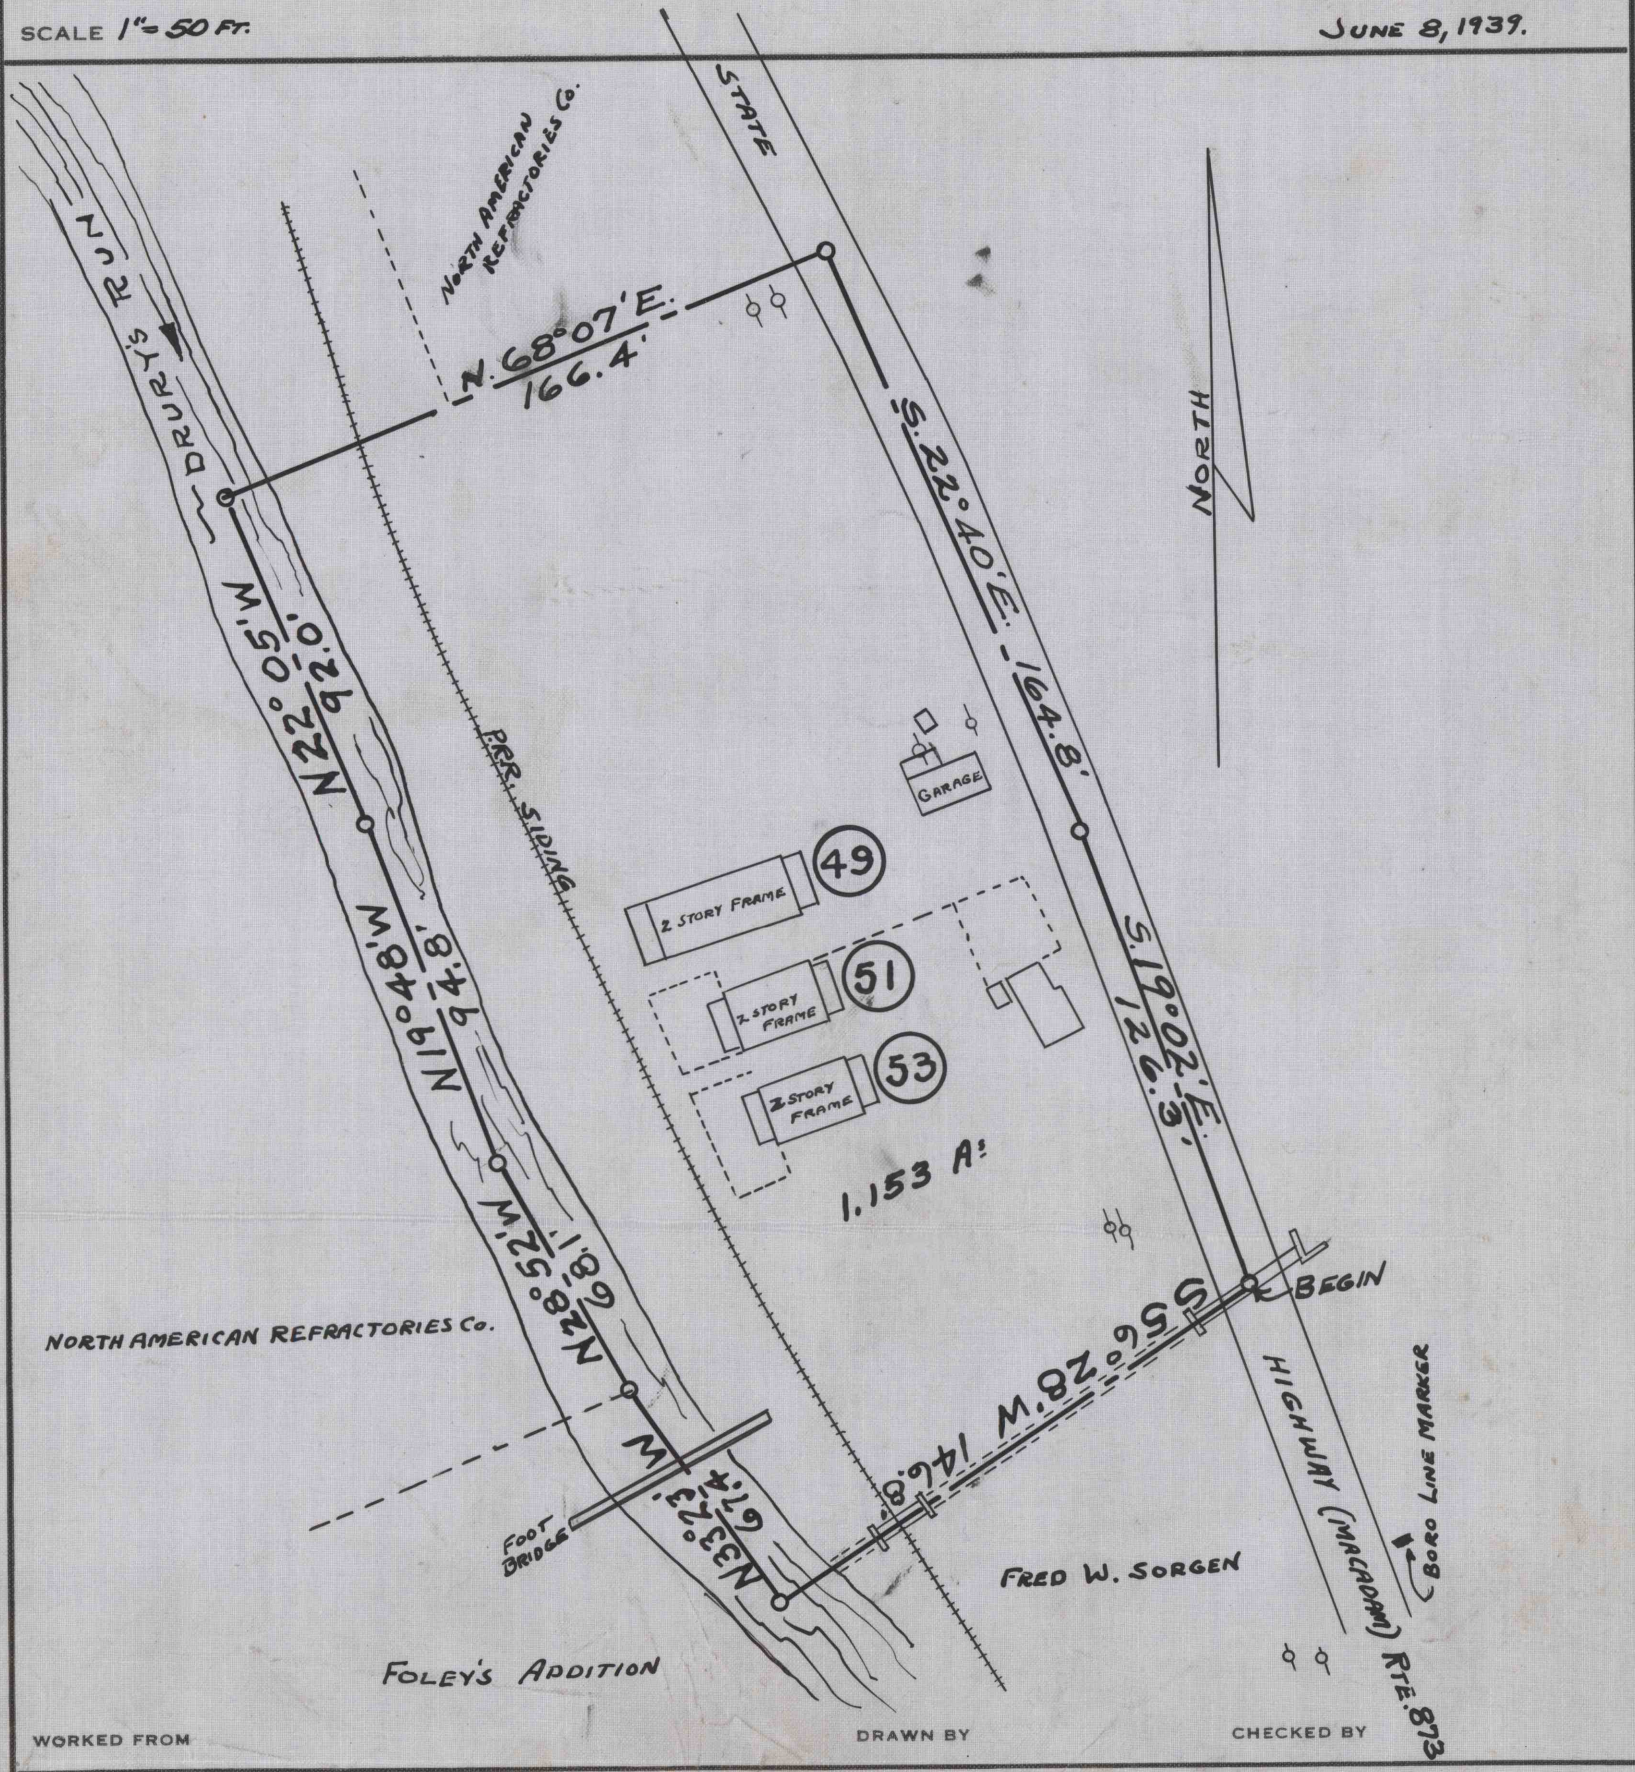 SCALE 1"= 50 FT.
JUNE 8, 1939.
STATE
NORTH AMERICAN
REFRACTORIES Co.
DRURY'S RUN
N. 68°07'E.
166.4'
NORTH
S. 22°40'E. - 164.8'
N22°05'W
92.0'
P.R.R. SIDING
GARAGE
49
2 STORY FRAME
51
2 STORY
FRAME
53
2 STORY
FRAME
N19°48'W
94.8'
S.19°02'E.
126.3'
1.153 As
N28°52'W
68.1'
BEGIN
NORTH AMERICAN REFRACTORIES Co.
S 56°28'W 146.8'
HIGHWAY (MACADAM) RTE. 873
BORO LINE MARKER
N33°23' W
67.4
FOOT
BRIDGE
FRED W. SORGEN
FOLEY'S ADDITION
WORKED FROM
DRAWN BY
CHECKED BY